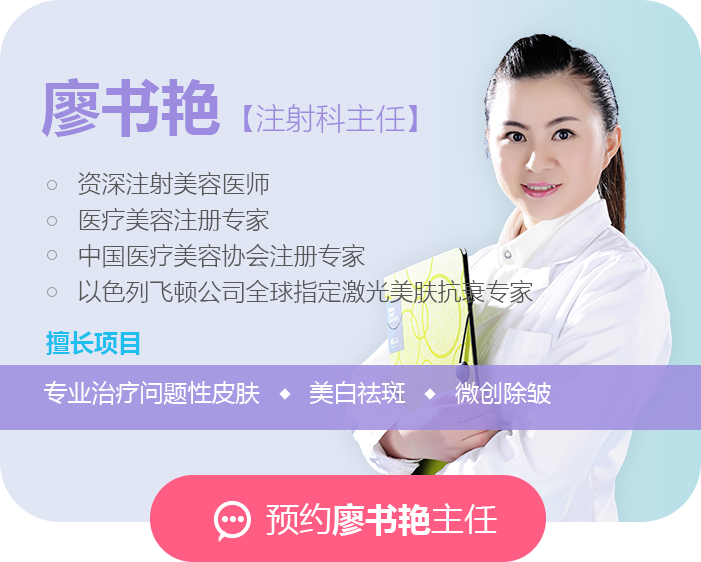 廖书艳【注射科主任】
资深注射美容医师
医疗美容注册专家
中国医疗美容协会注册专家
以色列飞顿公司全球指定激光美肤抗衰专家
擅长项目
专业治疗问题性皮肤 ◆ 美白祛斑 ◆ 微创除皱
预约廖书艳主任